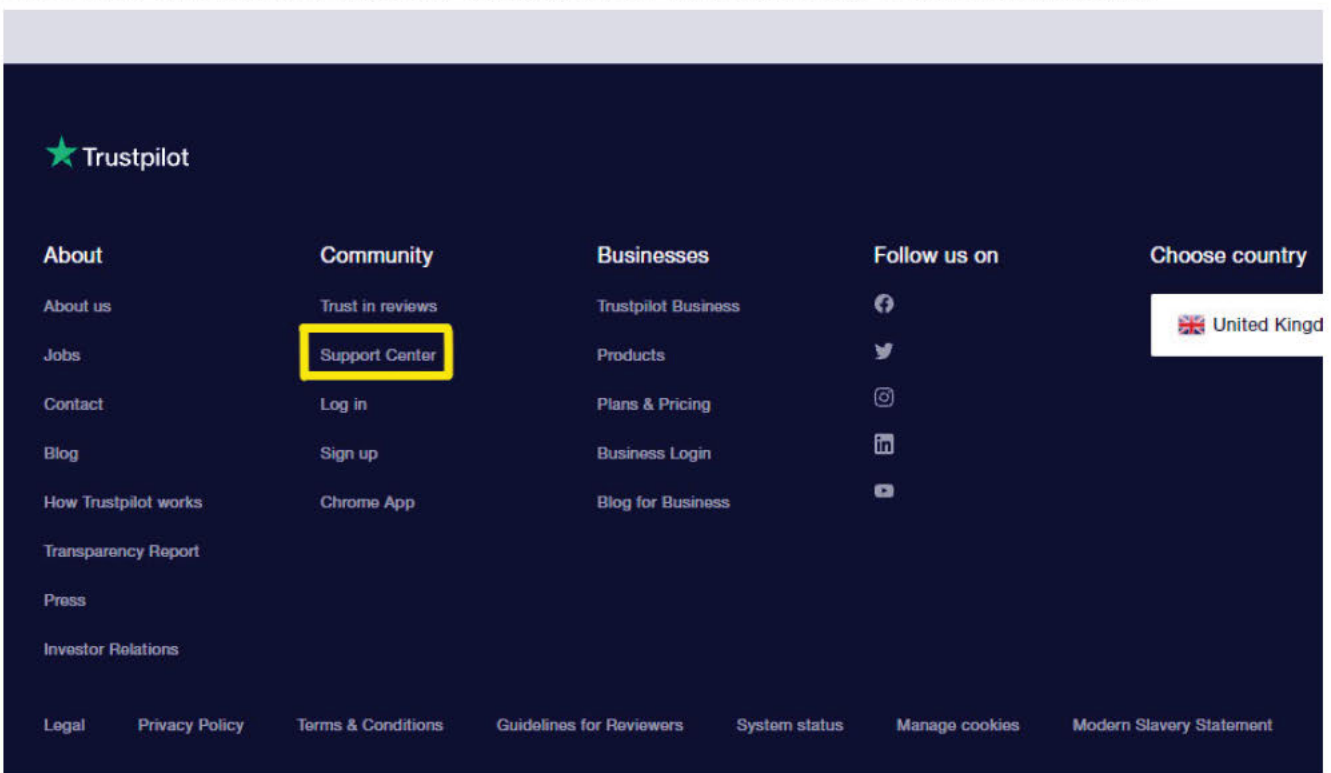 Trustpilot
About
About us
Jobs
Contact
Blog
How Trustpilot works
Transparency Report
Press
Investor Relations
Community
Trust in reviews
Support Center
Log in
Sign up
Chrome App
Businesses
Trustpilot Business
Products
Plans & Pricing
Business Login
Blog for Business
Follow us on
Choose country
United Kingd
Legal
Privacy Policy
Terms & Conditions
Guidelines for Reviewers
System status
Manage cookies
Modern Slavery Statement